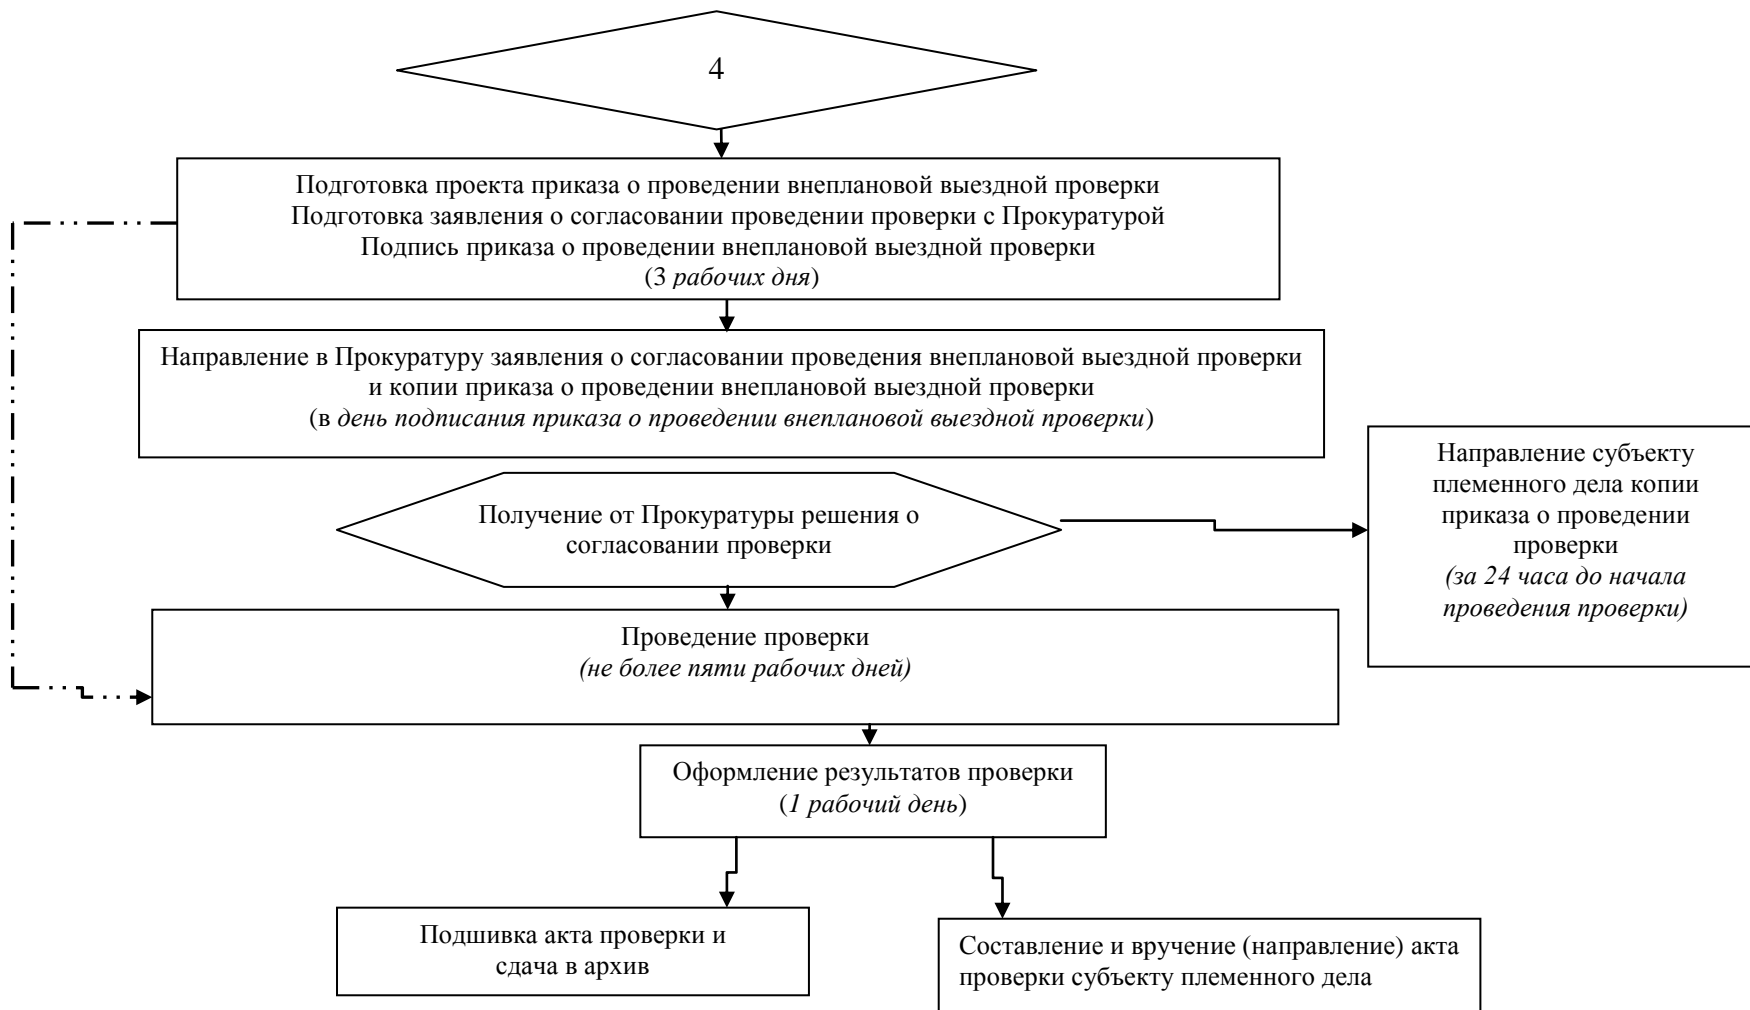 4
Подготовка проекта приказа о проведении внеплановой выездной проверки
Подготовка заявления о согласовании проведении проверки с Прокуратурой
Подпись приказа о проведении внеплановой выездной проверки
(3 рабочих дня)
Направление в Прокуратуру заявления о согласовании проведения внеплановой выездной проверки
и копии приказа о проведении внеплановой выездной проверки
(в день подписания приказа о проведении внеплановой выездной проверки)
Получение от Прокуратуры решения о
согласовании проверки
Направление субъекту
племенного дела копии
приказа о проведении
проверки
(за 24 часа до начала
проведения проверки)
Проведение проверки
(не более пяти рабочих дней)
Оформление результатов проверки
(1 рабочий день)
Подшивка акта проверки и
сдача в архив
Составление и вручение (направление) акта
проверки субъекту племенного дела